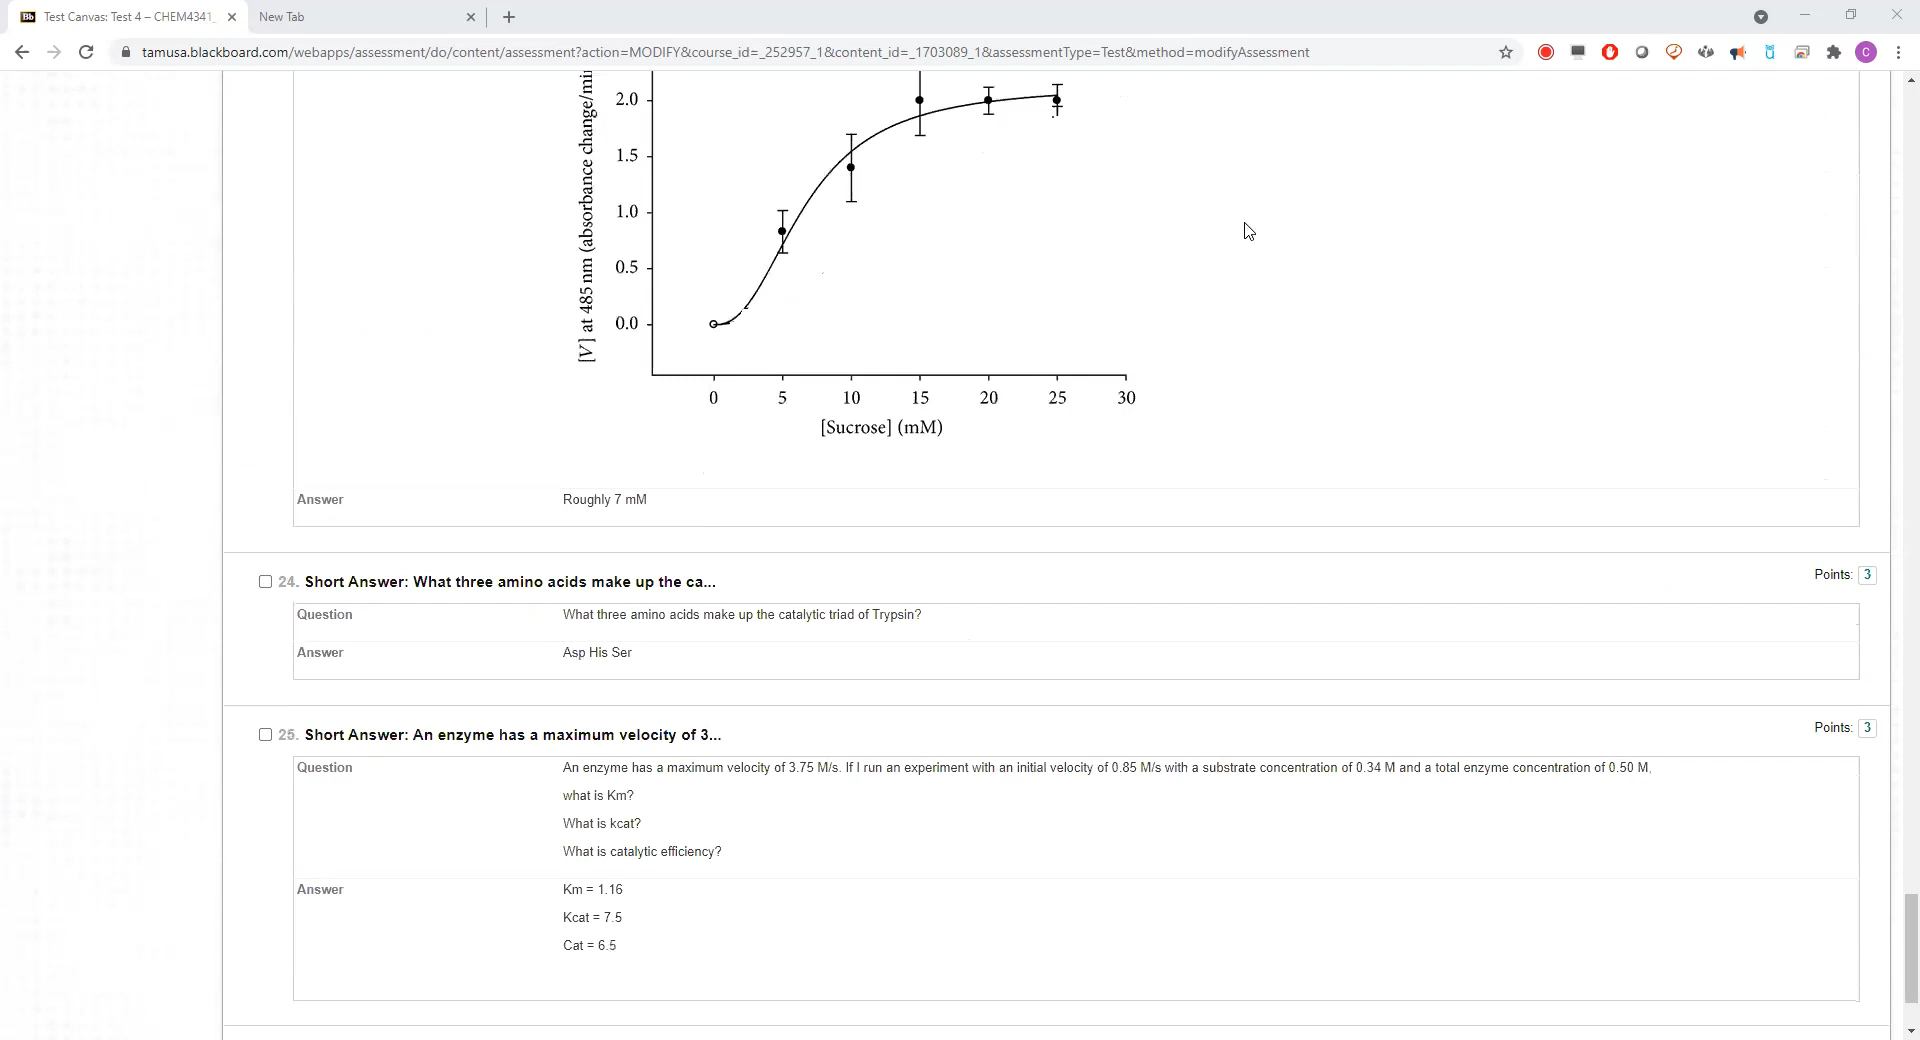 Bb Test Canvas: Test 4 – CHEM4341_
New Tab
tamusa.blackboard.com/webapps/assessment/do/content/assessment?action=MODIFY&course_id=_252957_1&content_id=_1703089_1&assessmentType=Test&method=modifyAssessment
C
[V] at 485 nm (absorbance change/mi
2.0
1.5
1.0
0.5
0.0
0 5 10 15 20 25 30
[Sucrose] (mM)
Answer Roughly 7 mM
24. Short Answer: What three amino acids make up the ca... Points: 3
Question What three amino acids make up the catalytic triad of Trypsin?
Answer Asp His Ser
25. Short Answer: An enzyme has a maximum velocity of 3... Points: 3
Question An enzyme has a maximum velocity of 3.75 M/s. If I run an experiment with an initial velocity of 0.85 M/s with a substrate concentration of 0.34 M and a total enzyme concentration of 0.50 M,
what is Km?
What is kcat?
What is catalytic efficiency?
Answer Km = 1.16
Kcat = 7.5
Cat = 6.5